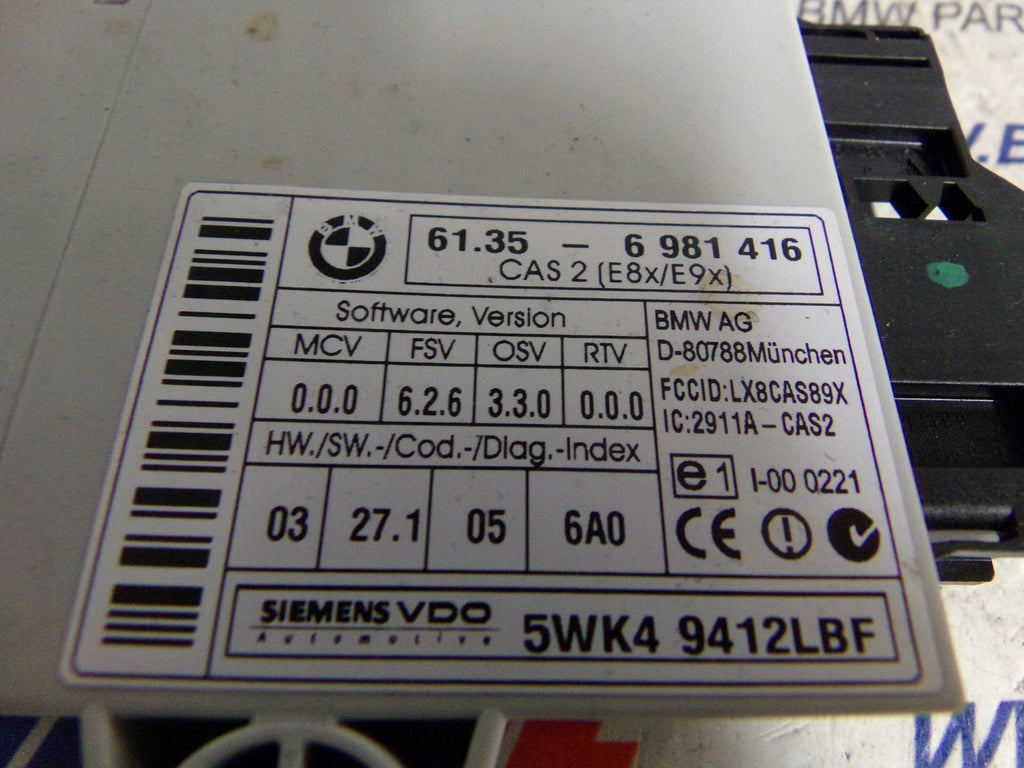 BMW PAR
61.35 – 6 981 416
CAS 2 (E8x/E9x)
BMW
Software, Version
MCV FSV OSV RTV
0.0.0 6.2.6 3.3.0 0.0.0
HW./SW.-/Cod.-/Diag.-Index
03 27.1 05 6A0
BMW AG
D-80788München
FCCID:LX8CAS89X
IC:2911A – CAS2
e1 I-00 0221
CE
SIEMENS VDO
Automotive
5WK4 9412LBF